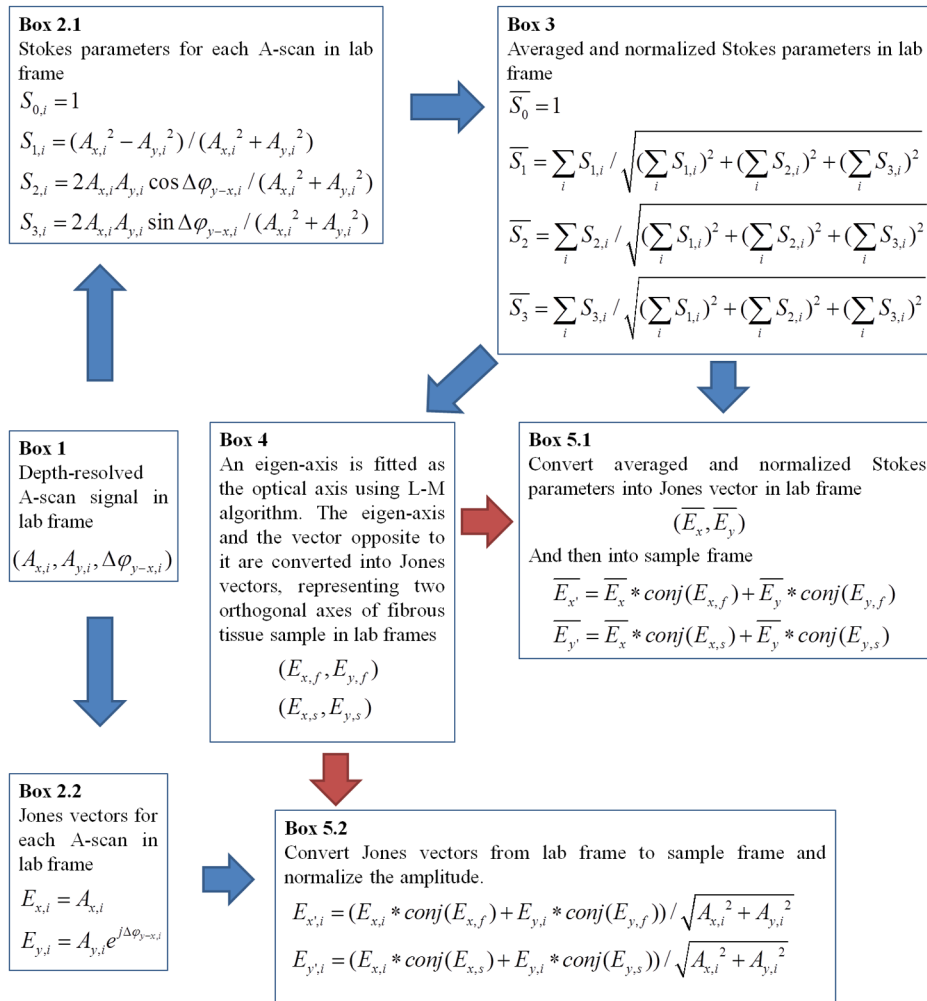 Box 2.1
Stokes parameters for each A-scan in lab
frame
S_{0,i} = 1
S_{1,i} = (A_{x,i}^2 − A_{y,i}^2) / (A_{x,i}^2 + A_{y,i}^2)
S_{2,i} = 2A_{x,i}A_{y,i} cos Δφ_{y−x,i} / (A_{x,i}^2 + A_{y,i}^2)
S_{3,i} = 2A_{x,i}A_{y,i} sin Δφ_{y−x,i} / (A_{x,i}^2 + A_{y,i}^2)
Box 3
Averaged and normalized Stokes parameters in lab
frame
\overline{S_0} = 1
\overline{S_1} = ∑_i S_{1,i} / √((∑_i S_{1,i})^2 + (∑_i S_{2,i})^2 + (∑_i S_{3,i})^2)
\overline{S_2} = ∑_i S_{2,i} / √((∑_i S_{1,i})^2 + (∑_i S_{2,i})^2 + (∑_i S_{3,i})^2)
\overline{S_3} = ∑_i S_{3,i} / √((∑_i S_{1,i})^2 + (∑_i S_{2,i})^2 + (∑_i S_{3,i})^2)
Box 1
Depth-resolved
A-scan signal in
lab frame
(A_{x,i}, A_{y,i}, Δφ_{y−x,i})
Box 4
An eigen-axis is fitted as
the optical axis using L-M
algorithm. The eigen-axis
and the vector opposite to
it are converted into Jones
vectors, representing two
orthogonal axes of fibrous
tissue sample in lab frames
(E_{x,f}, E_{y,f})
(E_{x,s}, E_{y,s})
Box 5.1
Convert averaged and normalized Stokes
parameters into Jones vector in lab frame
(\overline{E_x}, \overline{E_y})
And then into sample frame
\overline{E_{x'}} = \overline{E_x} * conj(E_{x,f}) + \overline{E_y} * conj(E_{y,f})
\overline{E_{y'}} = \overline{E_x} * conj(E_{x,s}) + \overline{E_y} * conj(E_{y,s})
Box 2.2
Jones vectors for
each A-scan in
lab frame
E_{x,i} = A_{x,i}
E_{y,i} = A_{y,i}e^{jΔφ_{y−x,i}}
Box 5.2
Convert Jones vectors from lab frame to sample frame and
normalize the amplitude.
E_{x',i} = (E_{x,i} * conj(E_{x,f}) + E_{y,i} * conj(E_{y,f})) / √(A_{x,i}^2 + A_{y,i}^2)
E_{y',i} = (E_{x,i} * conj(E_{x,s}) + E_{y,i} * conj(E_{y,s})) / √(A_{x,i}^2 + A_{y,i}^2)